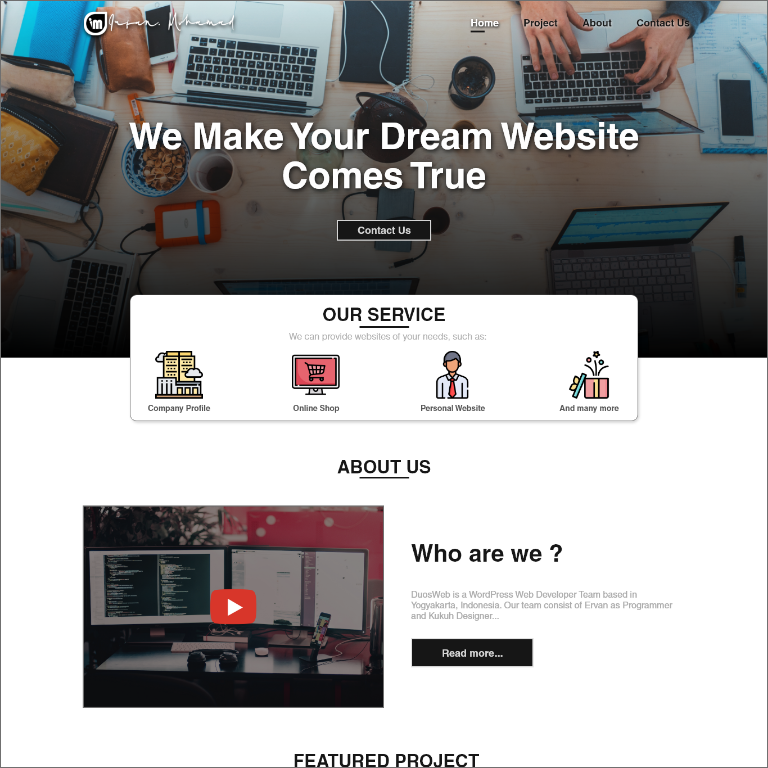 Ervan Mohamad
Home Project About Contact Us
We Make Your Dream Website
Comes True
Contact Us
OUR SERVICE
We can provide websites of your needs, such as:
Company Profile Online Shop Personal Website And many more
ABOUT US
Who are we ?
DuosWeb is a WordPress Web Developer Team based in
Yogyakarta, Indonesia. Our team consist of Ervan as Programmer
and Kukuh Designer...
Read more...
FEATURED PROJECT